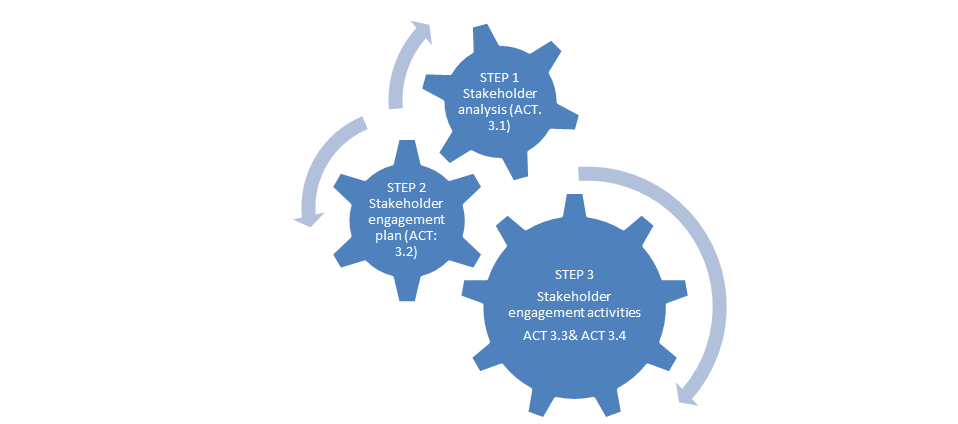 STEP 1
Stakeholder
analysis (ACT.
3.1)
STEP 2
Stakeholder
engagement
plan (ACT:
3.2)
STEP 3
Stakeholder
engagement activities
ACT 3.3& ACT 3.4